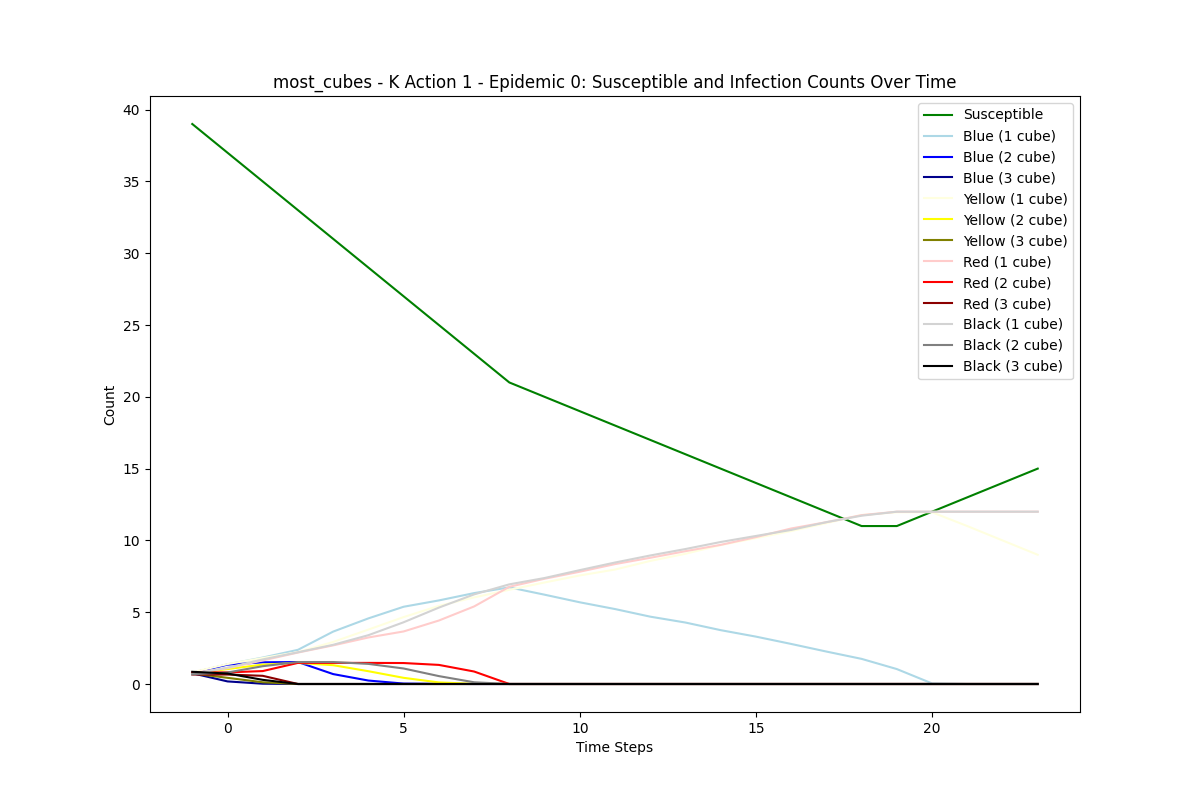 most_cubes - K Action 1 - Epidemic 0: Susceptible and Infection Counts Over Time
Count
40
35
30
25
20
15
10
5
0
Susceptible
Blue (1 cube)
Blue (2 cube)
Blue (3 cube)
Yellow (1 cube)
Yellow (2 cube)
Yellow (3 cube)
Red (1 cube)
Red (2 cube)
Red (3 cube)
Black (1 cube)
Black (2 cube)
Black (3 cube)
0 5 10 15 20
Time Steps